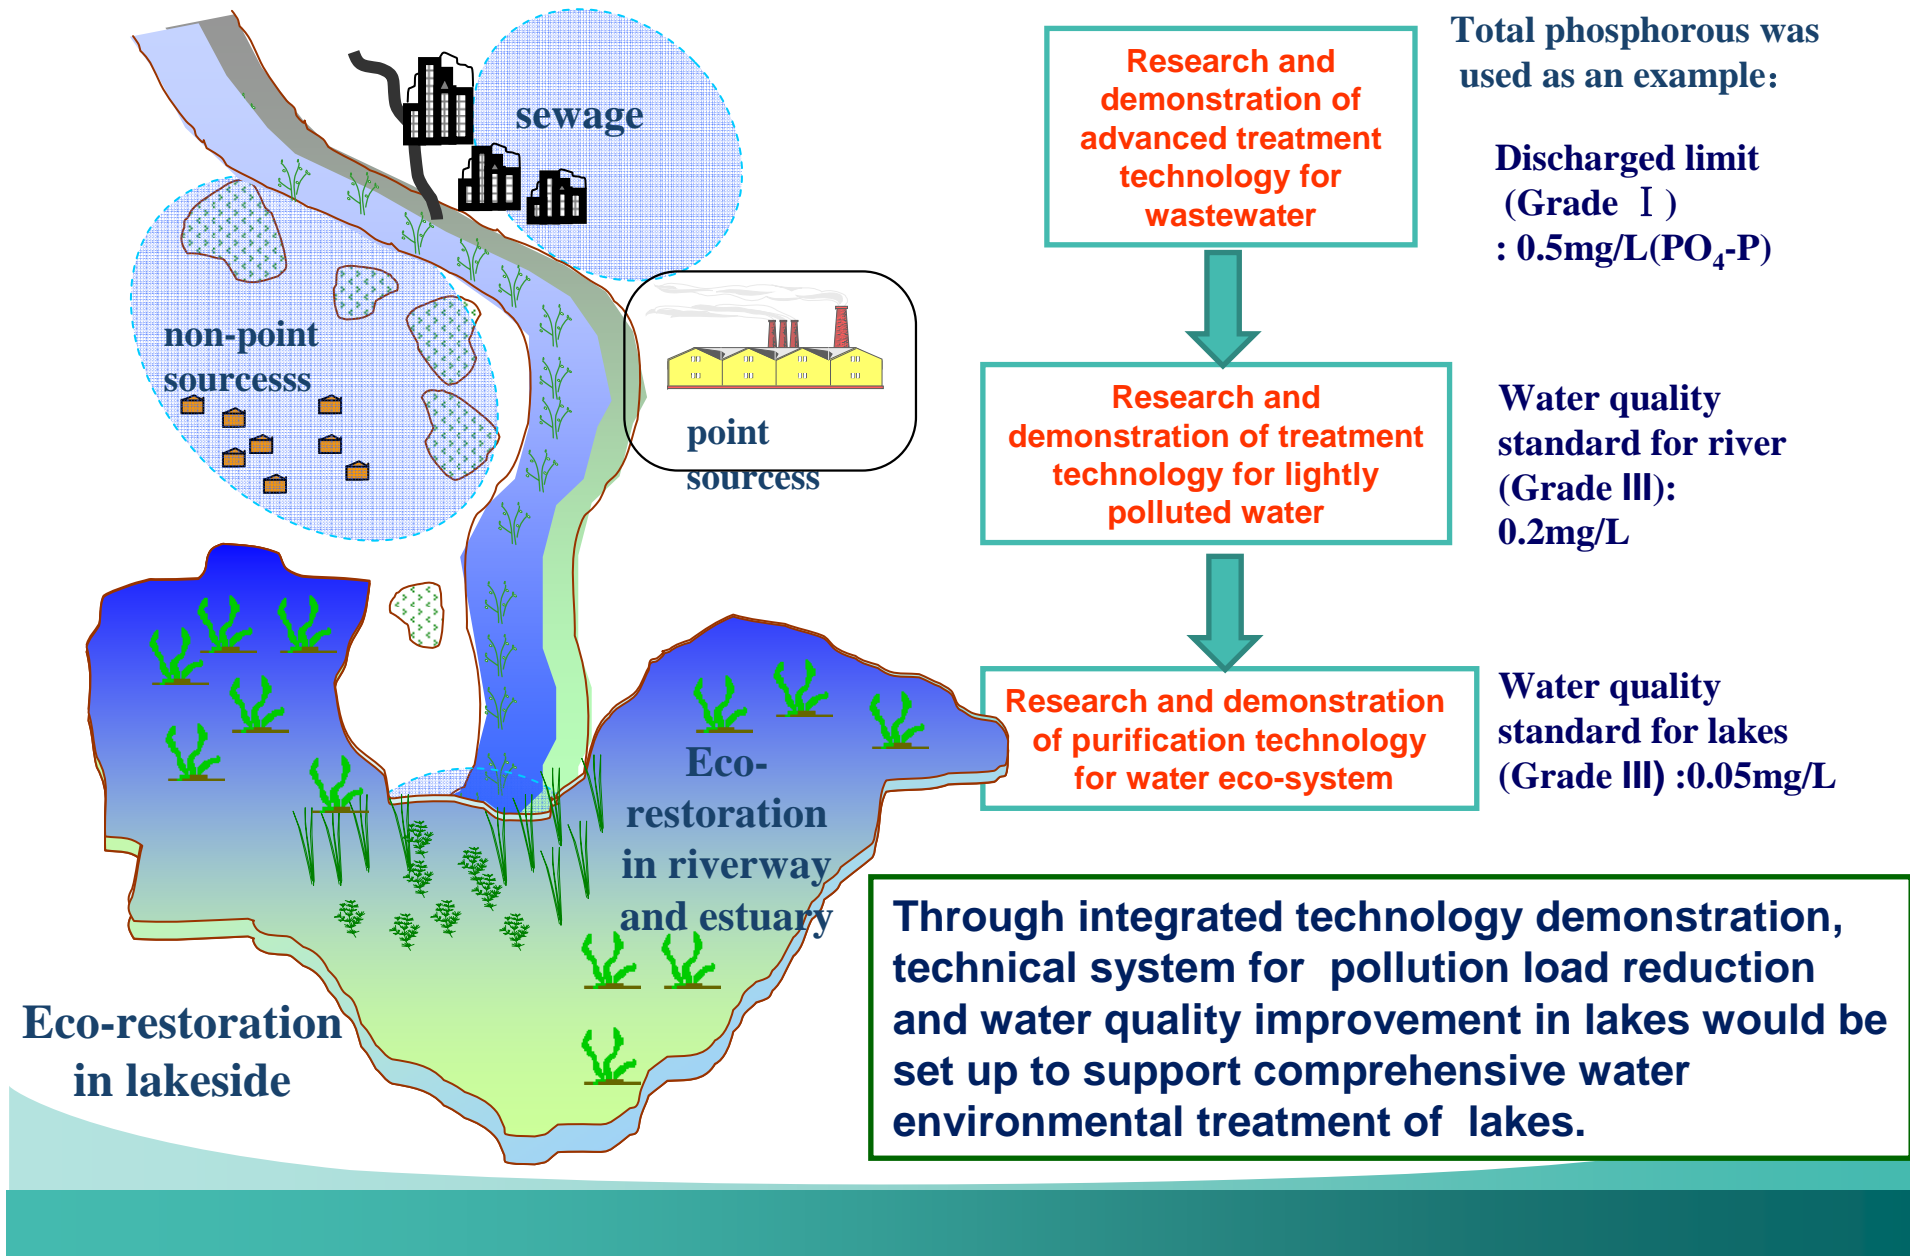 sewage
non-point
sourcesss
point
sourcess
Eco-
restoration
in riverway
and estuary
Eco-restoration
in lakeside
Research and
demonstration of
advanced treatment
technology for
wastewater
Research and
demonstration of treatment
technology for lightly
polluted water
Research and demonstration
of purification technology
for water eco-system
Total phosphorous was
used as an example：
Discharged limit
(Grade Ⅰ)
: 0.5mg/L(PO₄-P)
Water quality
standard for river
(Grade III):
0.2mg/L
Water quality
standard for lakes
(Grade III) :0.05mg/L
Through integrated technology demonstration,
technical system for pollution load reduction
and water quality improvement in lakes would be
set up to support comprehensive water
environmental treatment of lakes.